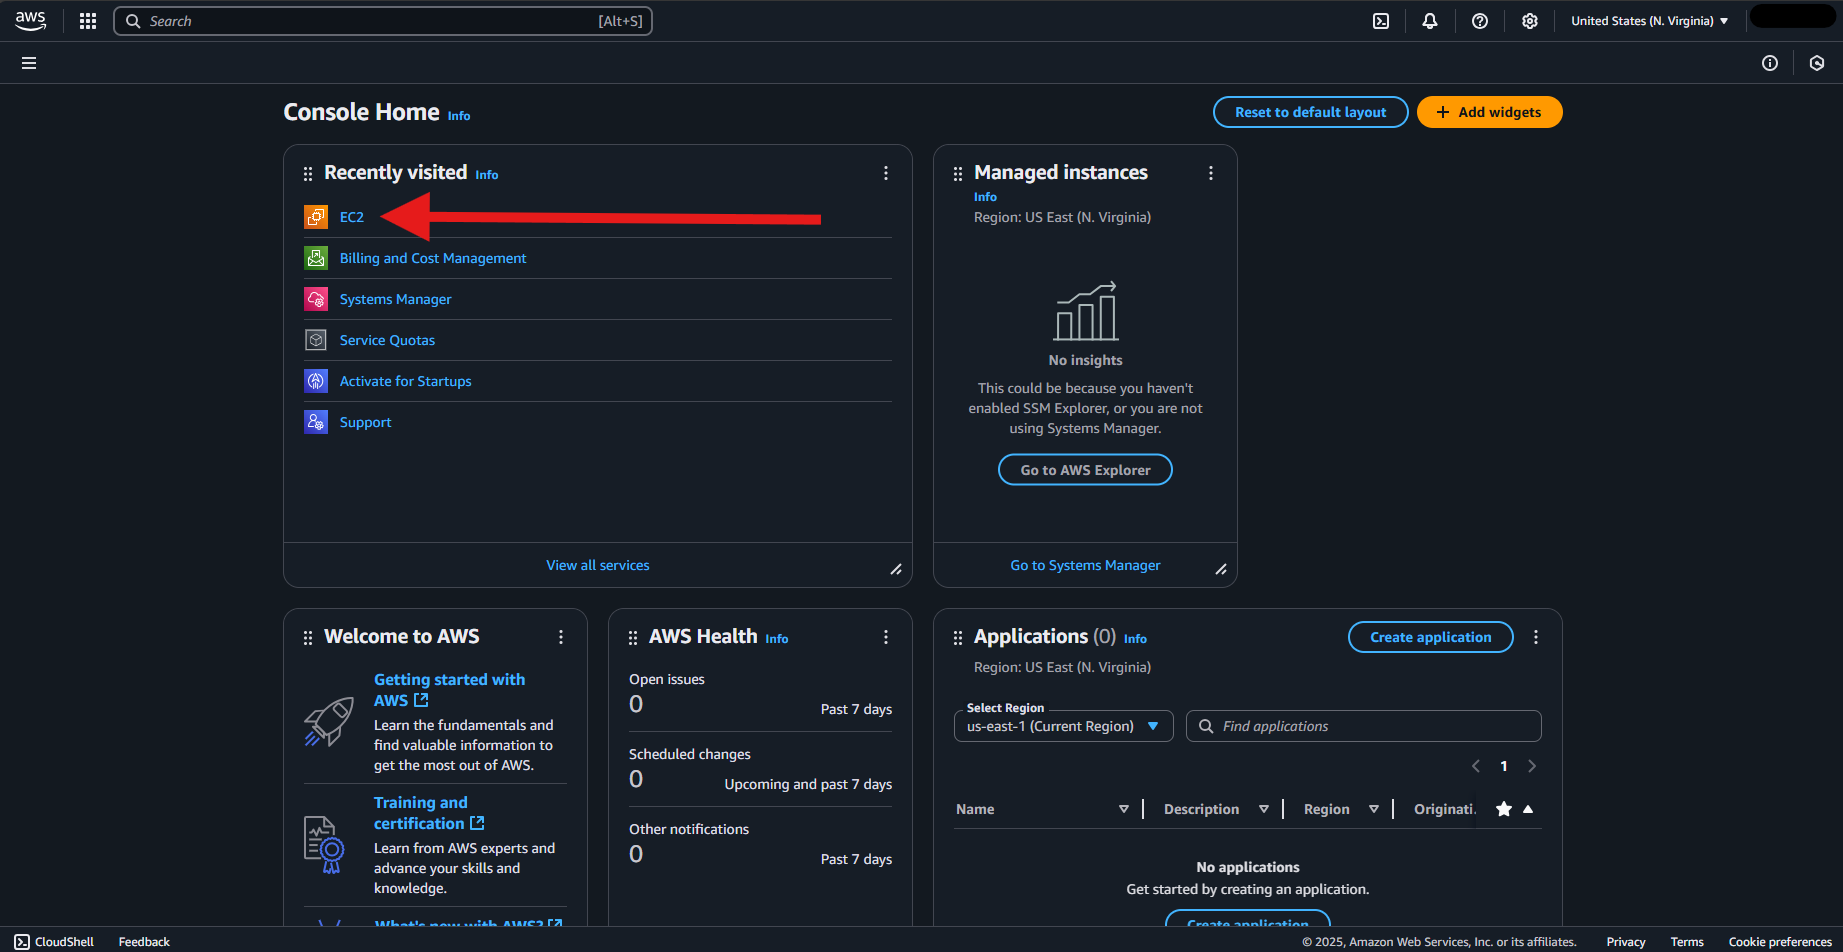 aws
Search
[Alt+S]
United States (N. Virginia)
Console Home Info
Reset to default layout
Add widgets
Recently visited Info
EC2
Billing and Cost Management
Systems Manager
Service Quotas
Activate for Startups
Support
View all services
Managed instances
Info
Region: US East (N. Virginia)
No insights
This could be because you haven't
enabled SSM Explorer, or you are not
using Systems Manager.
Go to AWS Explorer
Go to Systems Manager
Welcome to AWS
Getting started with
AWS
Learn the fundamentals and
find valuable information to
get the most out of AWS.
Training and
certification
Learn from AWS experts and
advance your skills and
knowledge.
What's new with AWS?
AWS Health Info
Open issues
0
Past 7 days
Scheduled changes
0
Upcoming and past 7 days
Other notifications
0
Past 7 days
Applications (0) Info
Create application
Region: US East (N. Virginia)
Select Region
us-east-1 (Current Region)
Find applications
1
Name
Description
Region
Originati.
No applications
Get started by creating an application.
Create application
CloudShell
Feedback
© 2025, Amazon Web Services, Inc. or its affiliates.
Privacy
Terms
Cookie preferences